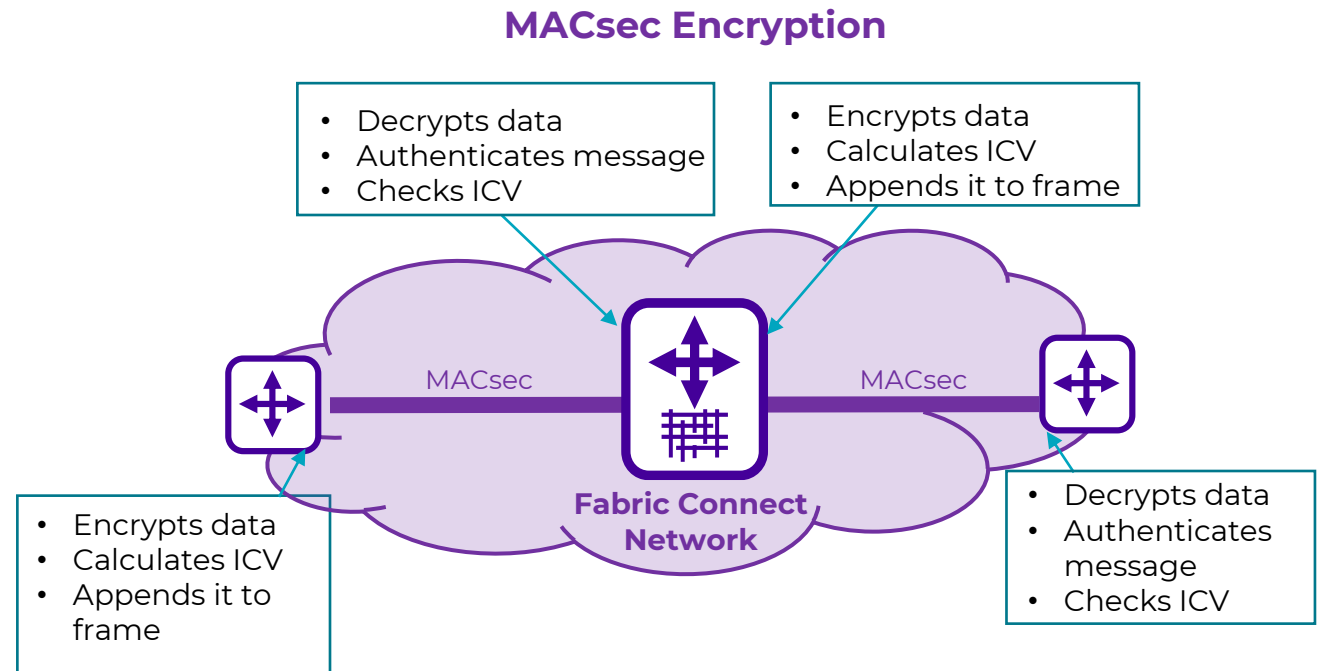 MACsec Encryption
• Decrypts data
• Authenticates message
• Checks ICV
• Encrypts data
• Calculates ICV
• Appends it to frame
MACsec
MACsec
Fabric Connect
Network
• Encrypts data
• Calculates ICV
• Appends it to
frame
• Decrypts data
• Authenticates
message
• Checks ICV